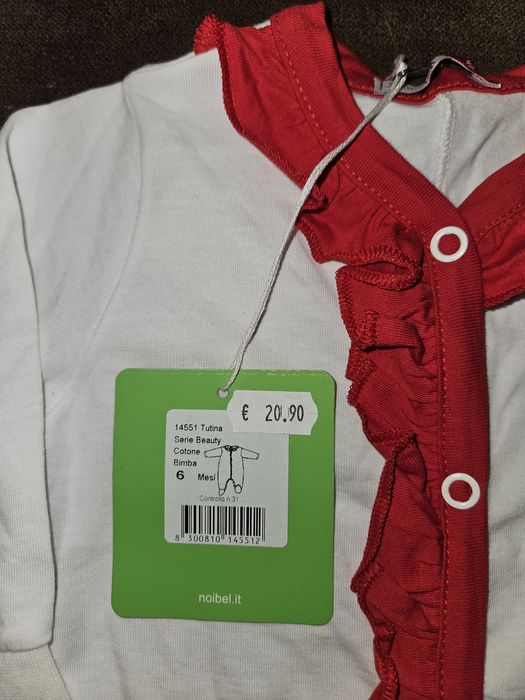 € 20.90
14551 Tutina
Serie Beauty
Cotone
Bimba
6 Mesi
Controllo n.31
8 300810 145512
noibel.it